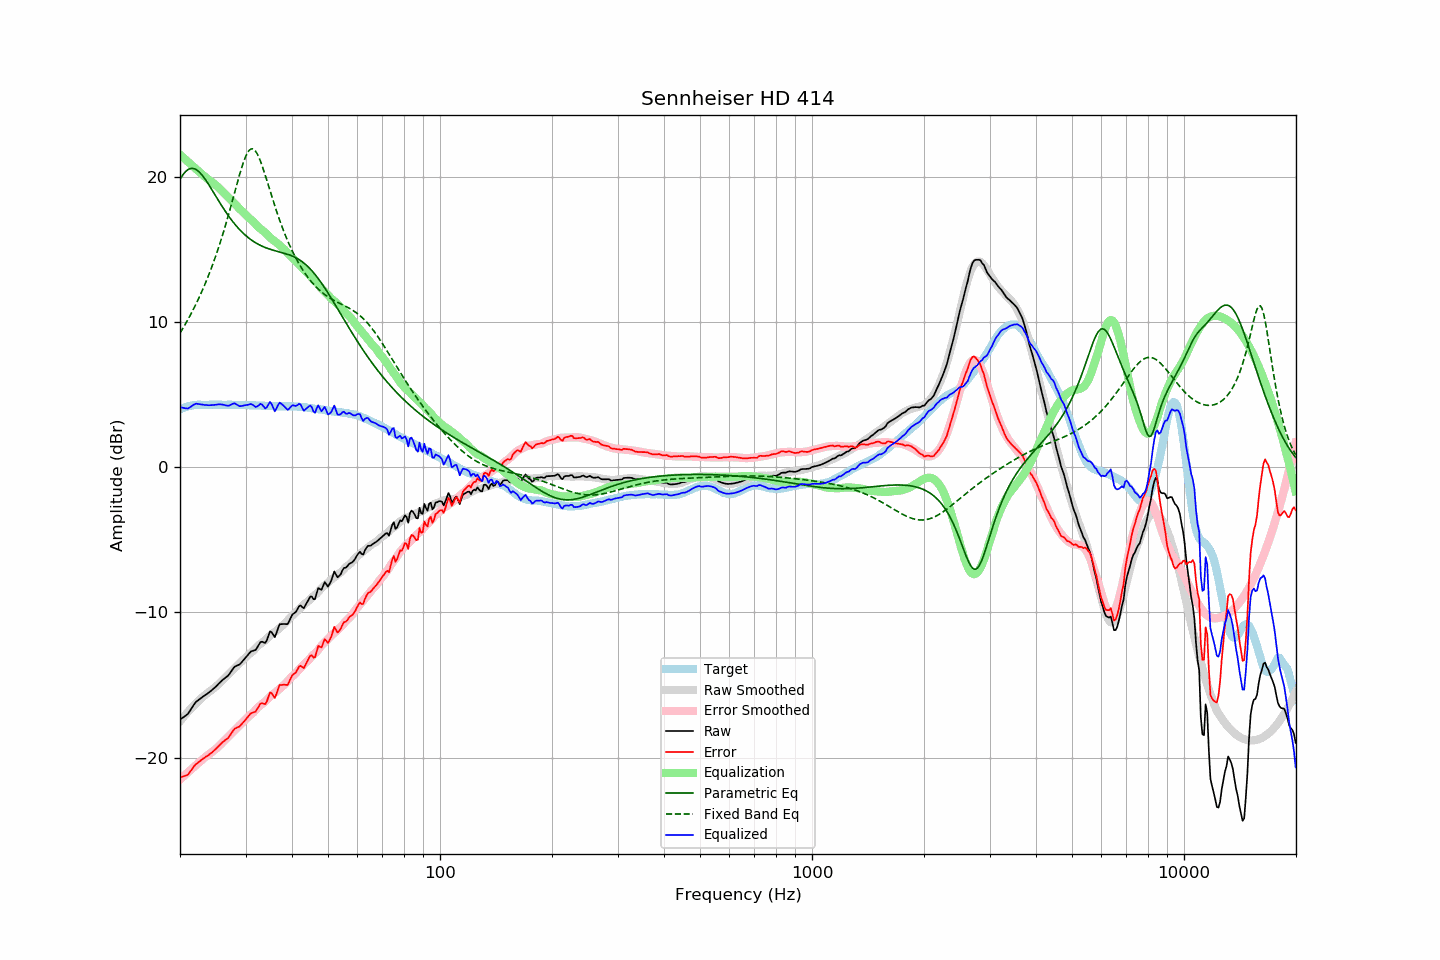 Sennheiser HD 414
Amplitude (dBr)
20
10
0
−10
−20
Target
Raw Smoothed
Error Smoothed
Raw
Error
Equalization
Parametric Eq
Fixed Band Eq
Equalized
100
1000
10000
Frequency (Hz)